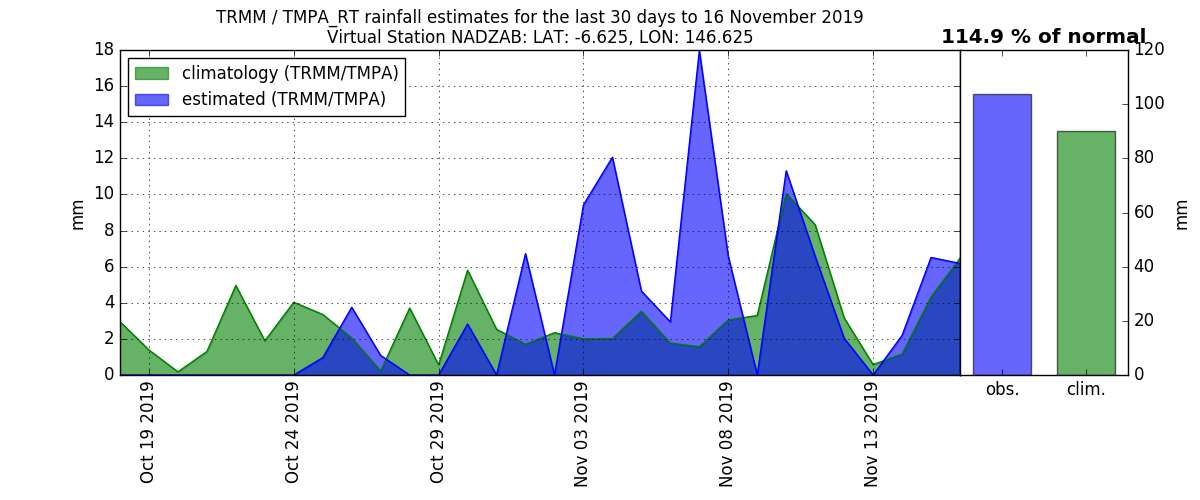 TRMM / TMPA_RT rainfall estimates for the last 30 days to 16 November 2019
Virtual Station NADZAB: LAT: -6.625, LON: 146.625
114.9 % of normal
climatology (TRMM/TMPA)
estimated (TRMM/TMPA)
mm
18
16
14
12
10
8
6
4
2
0
Oct 19 2019
Oct 24 2019
Oct 29 2019
Nov 03 2019
Nov 08 2019
Nov 13 2019
120
100
80
60
40
20
0
mm
obs.
clim.